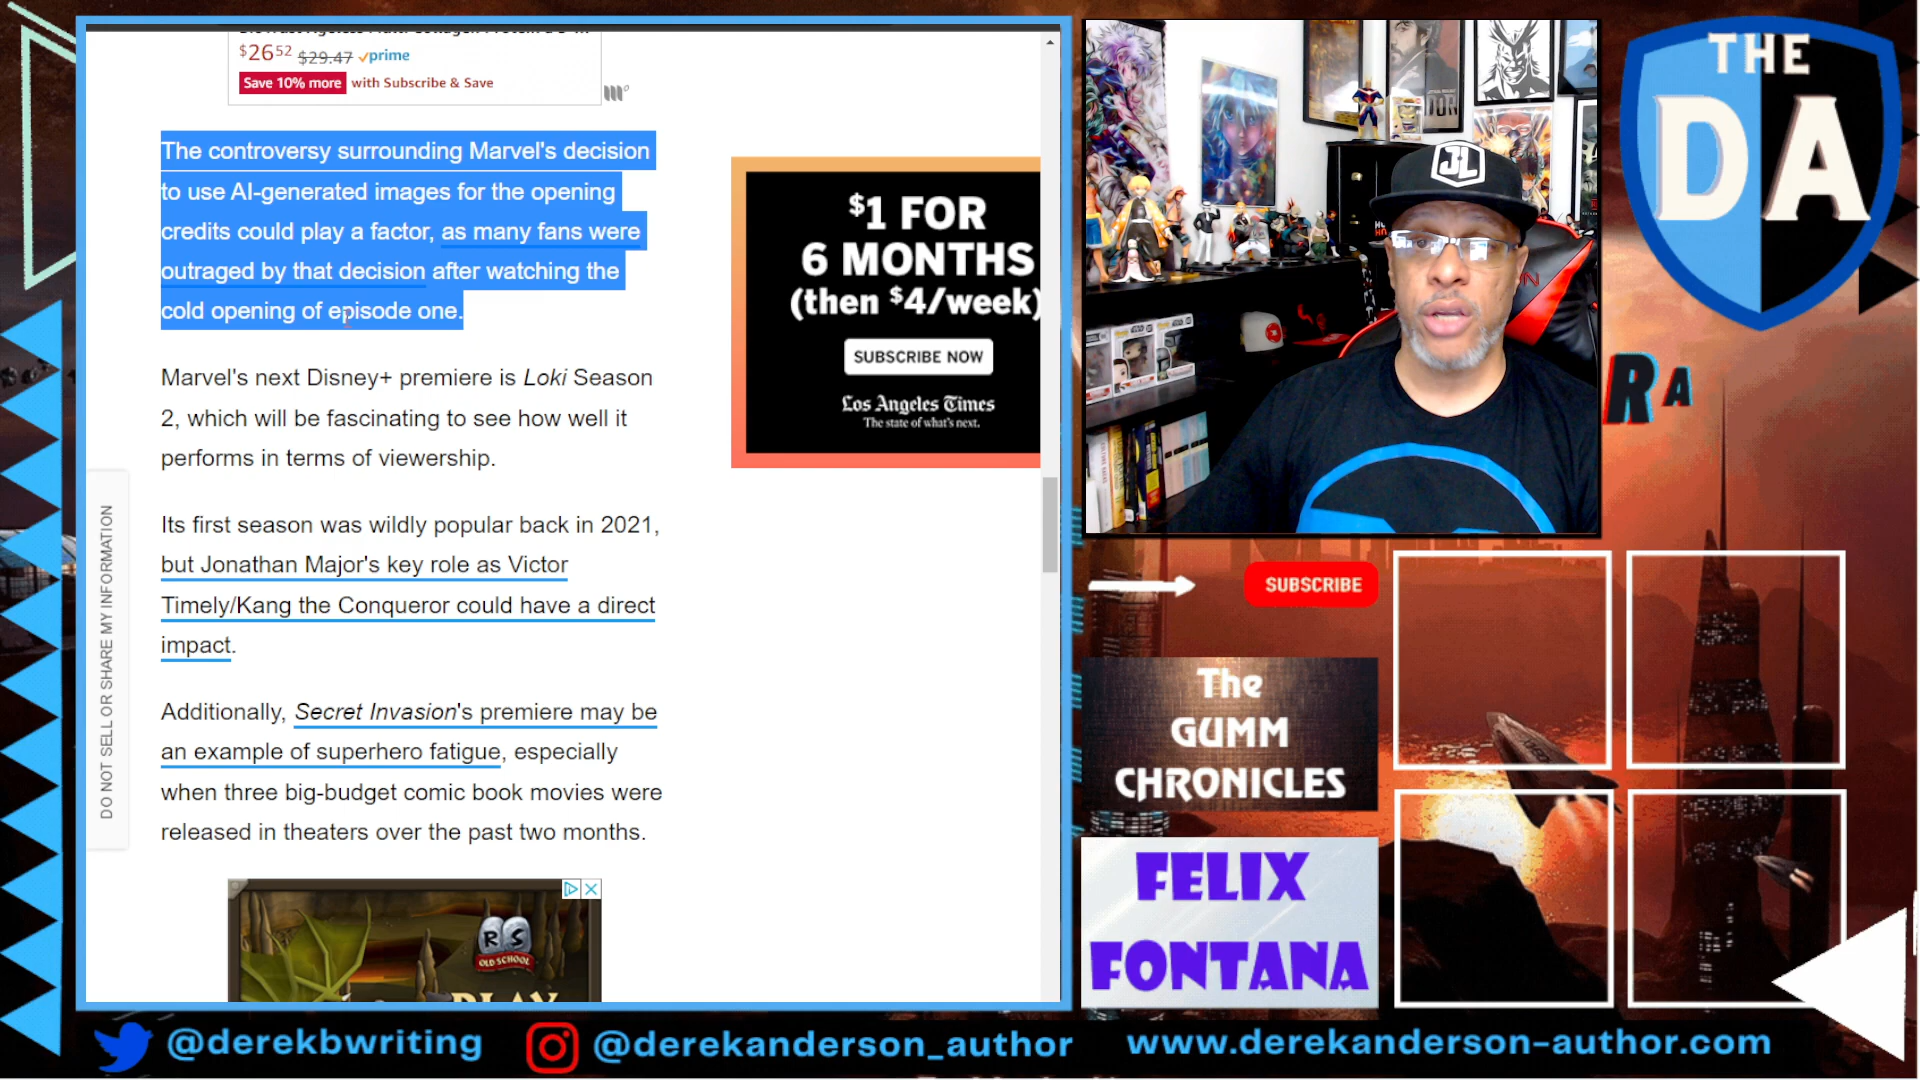 $26.52 $29.47 prime
Save 10% more with Subscribe & Save
The controversy surrounding Marvel's decision
to use AI-generated images for the opening
credits could play a factor, as many fans were
outraged by that decision after watching the
cold opening of episode one.
Marvel's next Disney+ premiere is Loki Season
2, which will be fascinating to see how well it
performs in terms of viewership.
Its first season was wildly popular back in 2021,
but Jonathan Major's key role as Victor
Timely/Kang the Conqueror could have a direct
impact.
Additionally, Secret Invasion's premiere may be
an example of superhero fatigue, especially
when three big-budget comic book movies were
released in theaters over the past two months.
DO NOT SELL OR SHARE MY INFORMATION
RS
OLD SCHOOL
PLAY
$1 FOR
6 MONTHS
(then $4/week)
SUBSCRIBE NOW
Los Angeles Times
The state of what's next.
JL
THE
DA
RA
SUBSCRIBE
The
GUMM
CHRONICLES
FELIX
FONTANA
@derekbwriting
@derekanderson_author
www.derekanderson-author.com